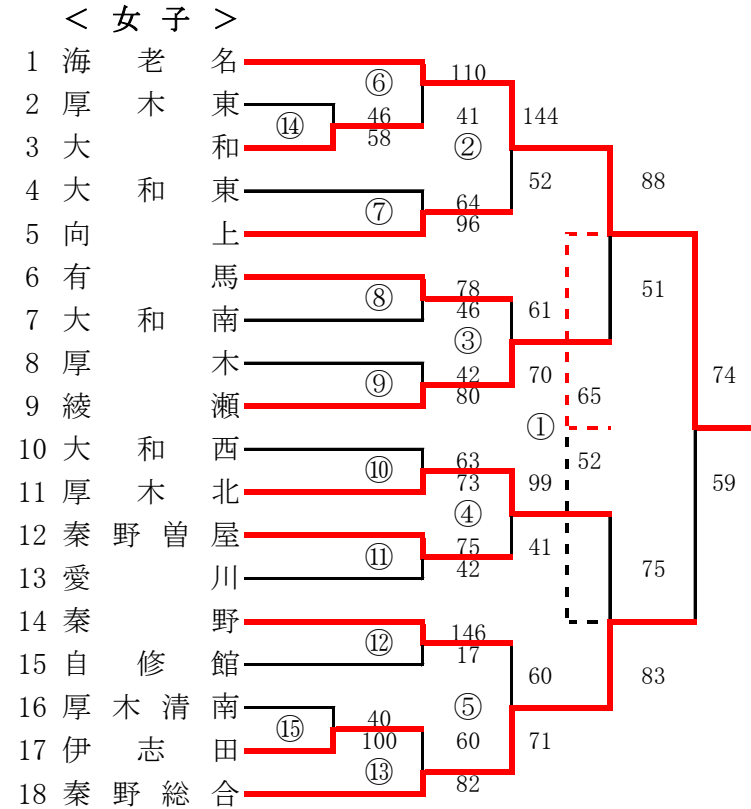 ＜ 女 子 ＞
1 海老名
2 厚木東
3 大和
4 大和東
5 向上
6 有馬
7 大和南
8 厚木
9 綾瀬
10 大和西
11 厚木北
12 秦野曽屋
13 愛川
14 秦野
15 自修館
16 厚木清南
17 伊志田
18 秦野総合
⑥ 110
⑭ 46 41 144
58 ②
52 88
⑦ 64
96
⑧ 78 51
46 61
③
⑨ 42 70 74
80 65
①
⑩ 63 52
73 99 59
④
⑪ 75 41
42 75
⑫ 146
17 60 83
⑤
⑮ 40
100 60 71
⑬ 82